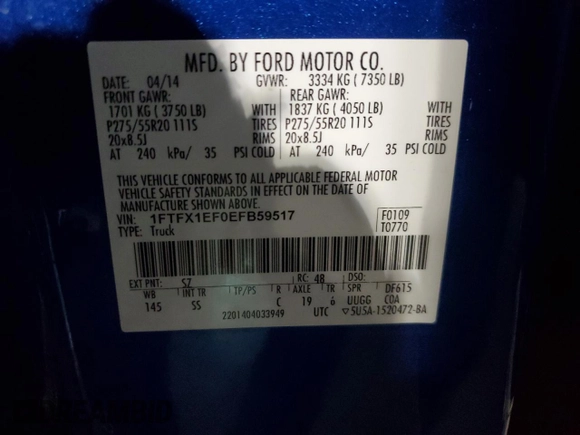 MFD. BY FORD MOTOR CO.
DATE: 04/14 GVWR: 3334 KG ( 7350 LB)
FRONT GAWR: REAR GAWR:
1701 KG ( 3750 LB) WITH 1837 KG ( 4050 LB) WITH
P275/55R20 111S TIRES P275/55R20 111S TIRES
20x8.5J RIMS 20x8.5J RIMS
AT 240 kPa/ 35 PSI COLD AT 240 kPa/ 35 PSI COLD
THIS VEHICLE CONFORMS TO ALL APPLICABLE FEDERAL MOTOR
VEHICLE SAFETY STANDARDS IN EFFECT ON THE DATE OF
MANUFACTURE SHOWN ABOVE.
VIN: 1FTFX1EF0EFB59517 F0109
TYPE: Truck T0770
EXT PNT: SZ RC: 48 DSO:
WB INT TR TP/PS R AXLE TR SPR DF615
145 SS C 19 6 UUGG COA
2201404033949 UTC 5U5A-1520472-BA